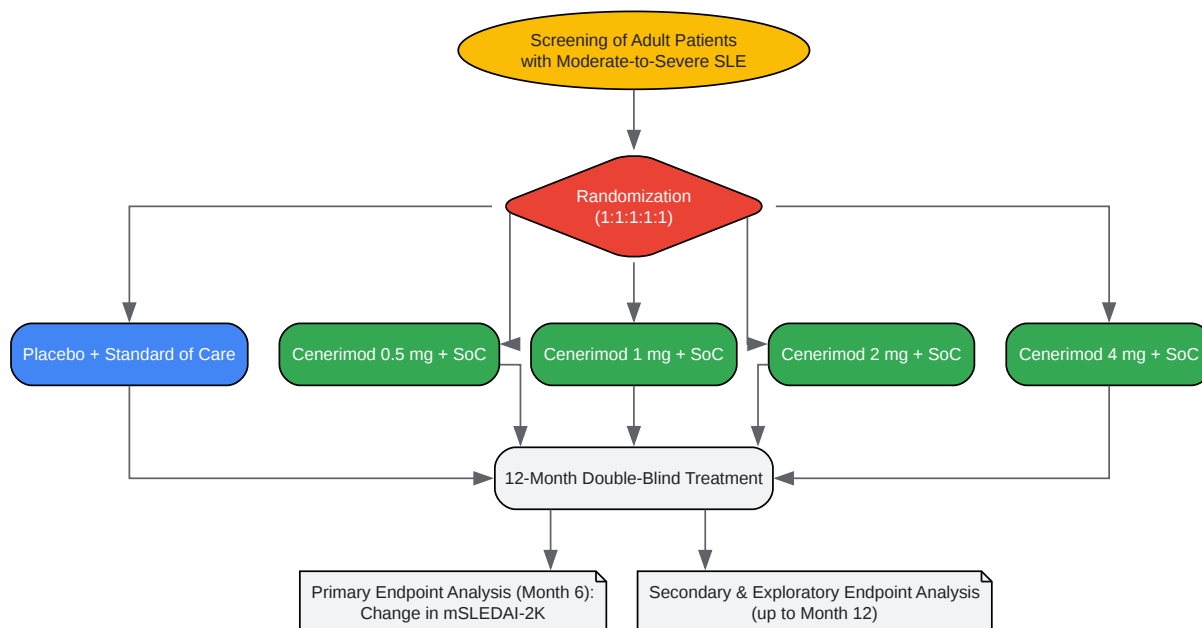 Screening of Adult Patients
with Moderate-to-Severe SLE
Randomization
(1:1:1:1:1)
Placebo + Standard of Care
Cenerimod 0.5 mg + SoC
Cenerimod 1 mg + SoC
Cenerimod 2 mg + SoC
Cenerimod 4 mg + SoC
12-Month Double-Blind Treatment
Primary Endpoint Analysis (Month 6):
Change in mSLEDAI-2K
Secondary & Exploratory Endpoint Analysis
(up to Month 12)